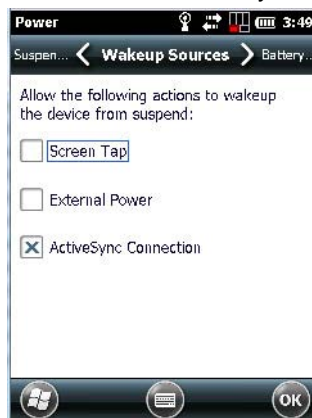 Power 3:49
Suspen... Wakeup Sources Battery..
Allow the following actions to wakeup
the device from suspend:
Screen Tap
External Power
ActiveSync Connection
OK